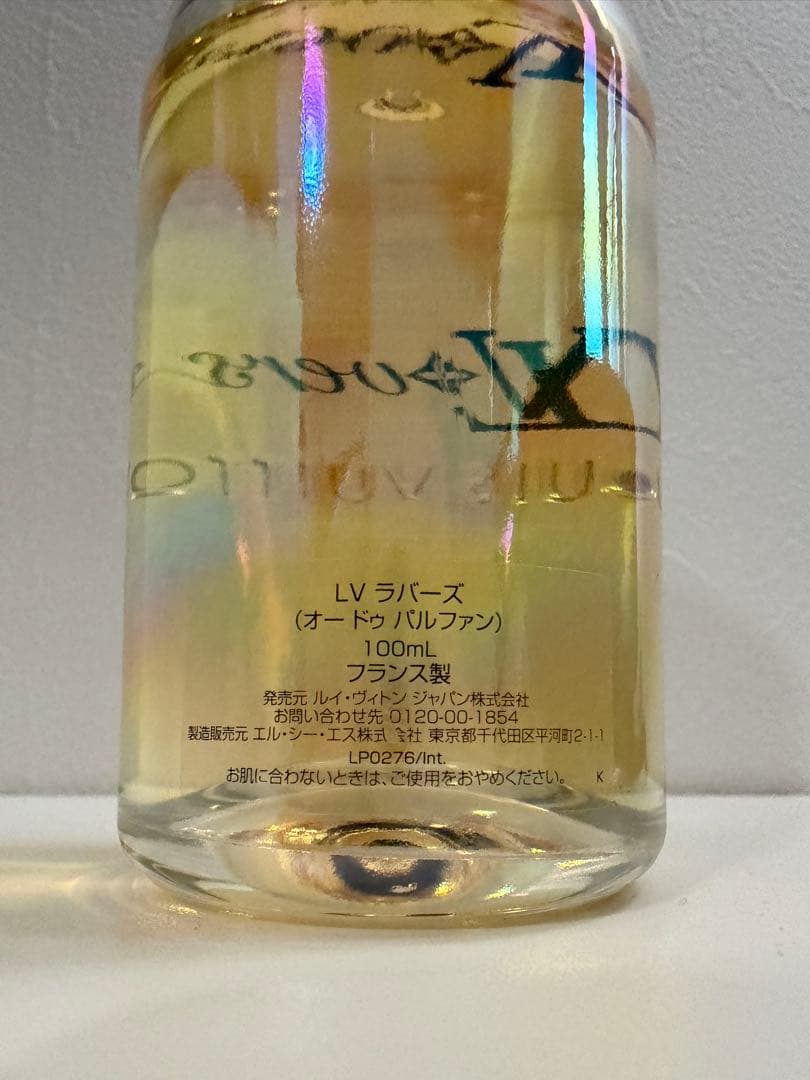 LVers
LOUIS VUITTON
LV ラバーズ
(オー ドゥ パルファン)
100mL
フランス製
発売元 ルイ・ヴィトン ジャパン株式会社
お問い合わせ先 0120-00-1854
製造販売元 エル・シー・エス株式会社 東京都千代田区平河町2-1-1
LP0276/Int.
お肌に合わないときは、ご使用をおやめください。 K